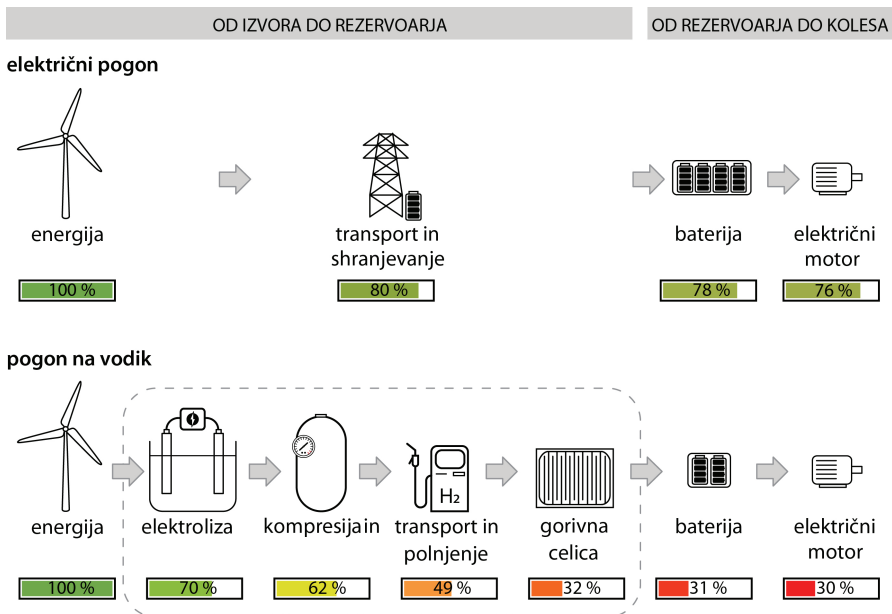 OD IZVORA DO REZERVOARJA
OD REZERVOARJA DO KOLESA
električni pogon
energija
transport in
shranjevanje
baterija
električni
motor
100 %
80 %
78 %
76 %
pogon na vodik
H2
energija
elektroliza
kompresija in
transport in
polnjenje
gorivna
celica
baterija
električni
motor
100 %
70 %
62 %
49 %
32 %
31 %
30 %